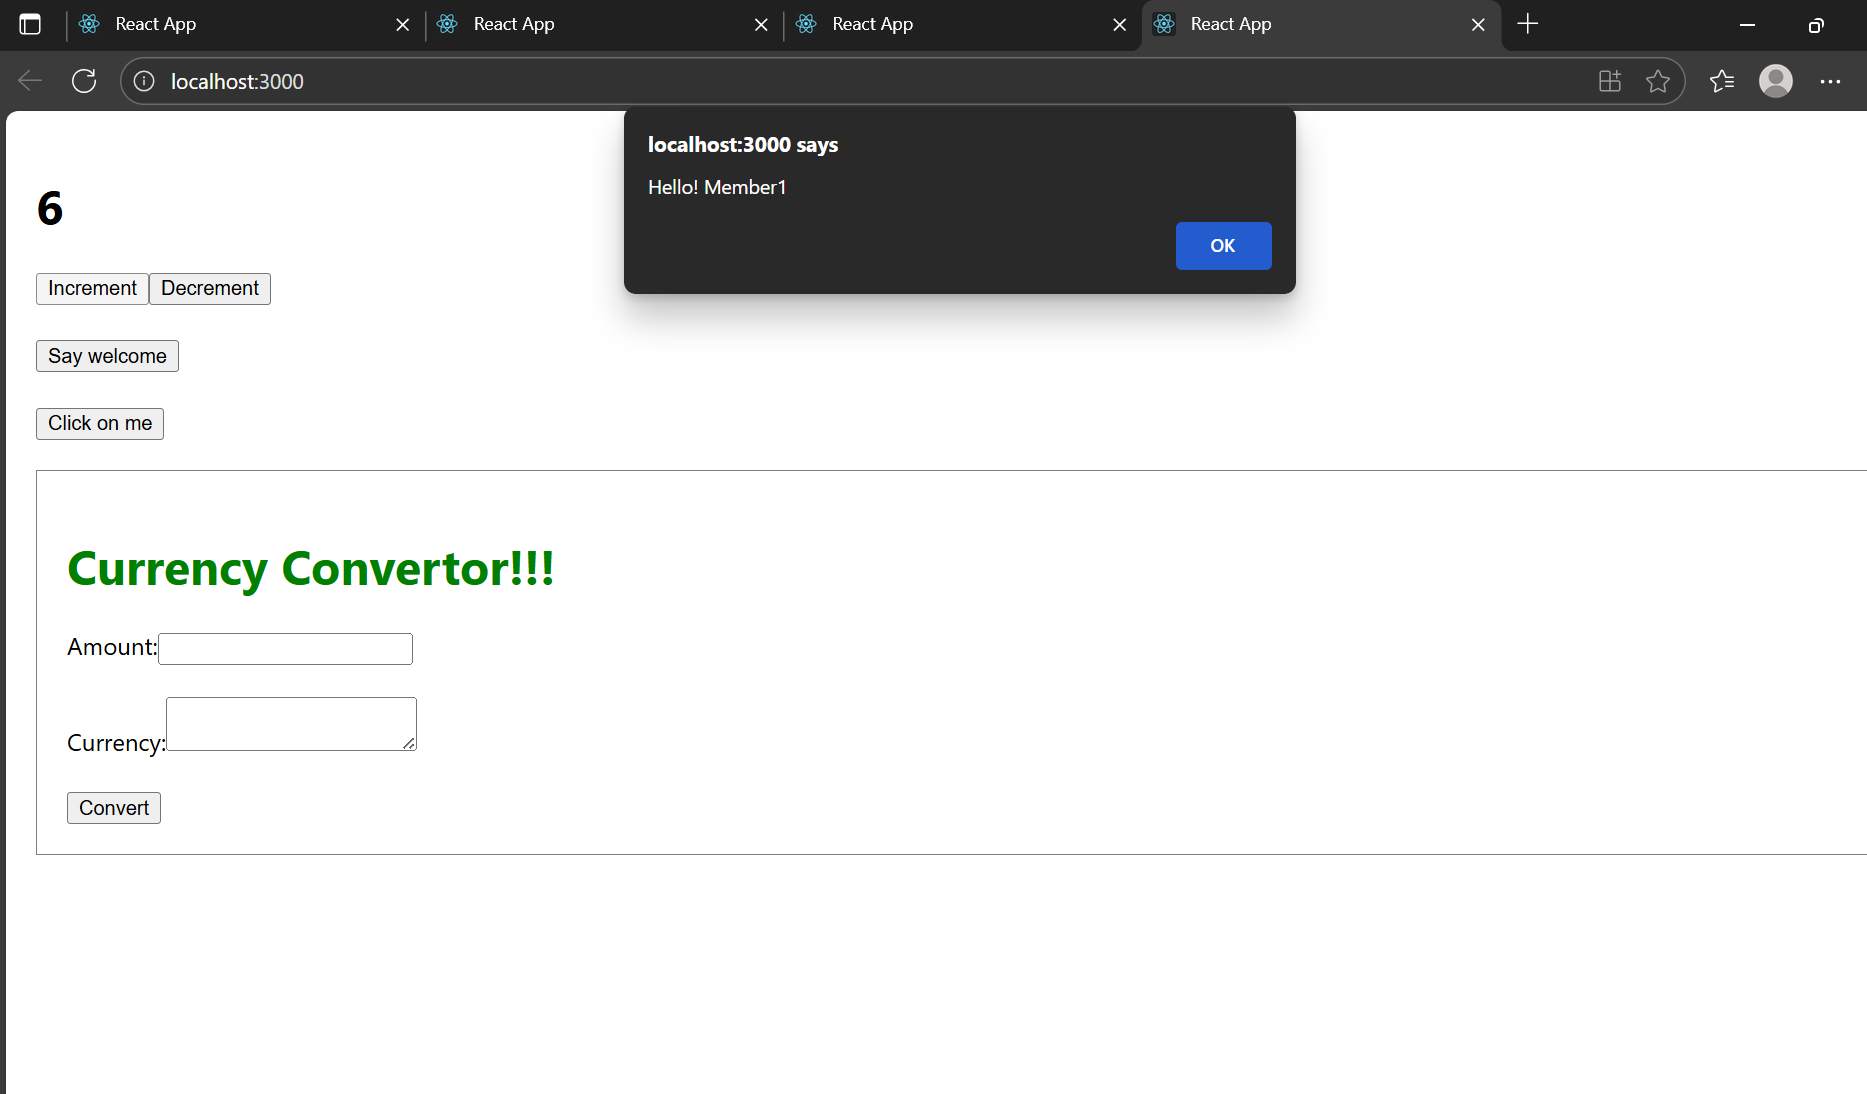 React App React App React App React App
localhost:3000
localhost:3000 says
Hello! Member1
OK
6
Increment Decrement
Say welcome
Click on me
Currency Convertor!!!
Amount:
Currency:
Convert